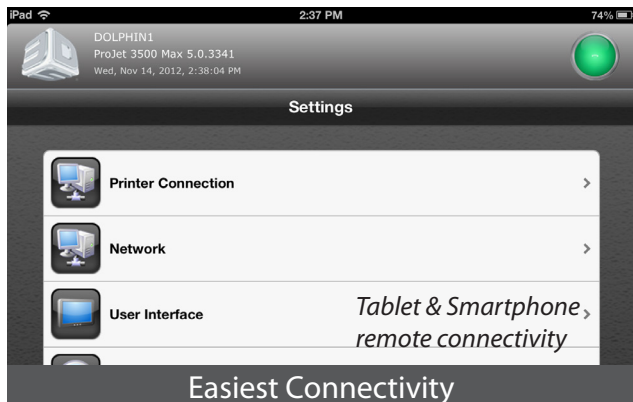 iPad 2:37 PM 74%
DOLPHIN1
ProJet 3500 Max 5.0.3341
Wed, Nov 14, 2012, 2:38:04 PM
Settings
Printer Connection
Network
User Interface
Tablet & Smartphone
remote connectivity
Easiest Connectivity